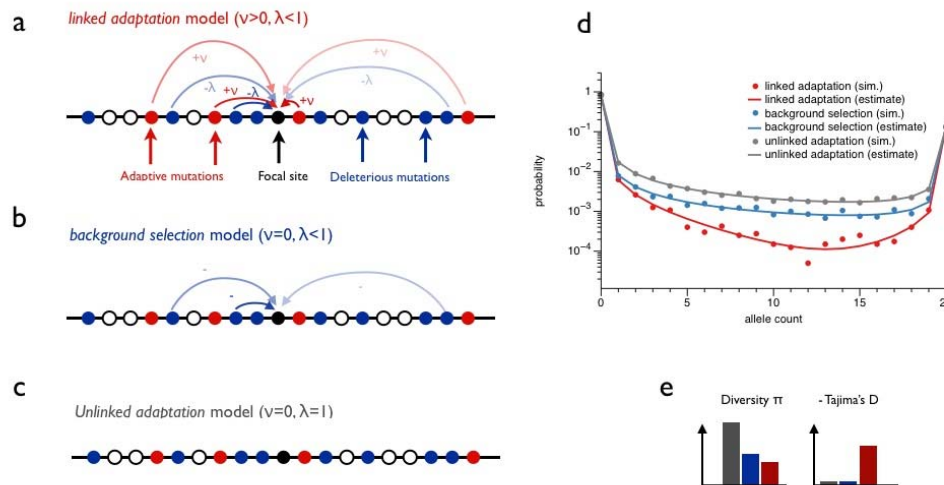 a
linked adaptation model (ν>0, λ<1)
+ν
+ν
-λ
-λ
+ν
-λ
+ν
Adaptive mutations
Focal site
Deleterious mutations
b
background selection model (ν=0, λ<1)
-
-
-
c
Unlinked adaptation model (ν=0, λ=1)
d
linked adaptation (sim.)
linked adaptation (estimate)
background selection (sim.)
background selection (estimate)
unlinked adaptation (sim.)
unlinked adaptation (estimate)
probability
1
10⁻¹
10⁻²
10⁻³
10⁻⁴
0
5
10
15
2
allele count
e
Diversity π
- Tajima's D